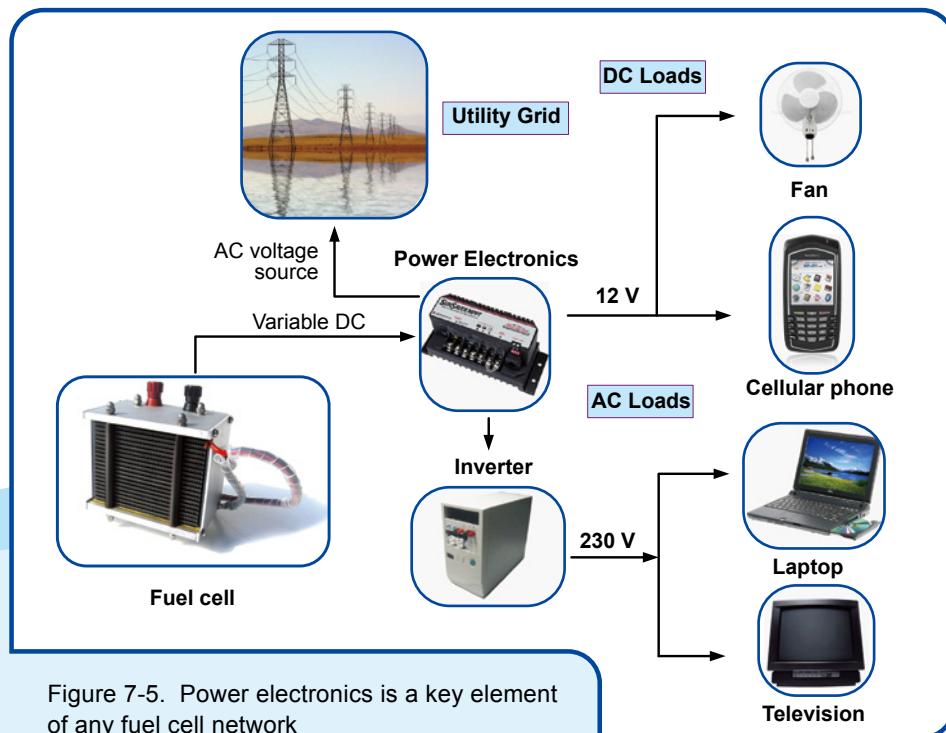 DC Loads
Utility Grid
Fan
AC voltage
source
Power Electronics
12 V
Variable DC
Cellular phone
AC Loads
Inverter
230 V
Laptop
Fuel cell
Television
Figure 7-5. Power electronics is a key element
of any fuel cell network